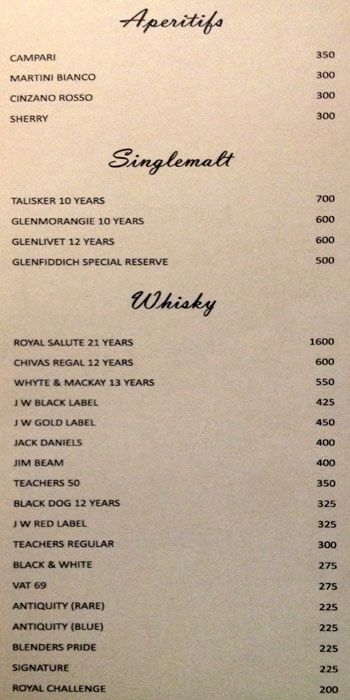 Aperitifs
CAMPARI 350
MARTINI BIANCO 300
CINZANO ROSSO 300
SHERRY 300
Singlemalt
TALISKER 10 YEARS 700
GLENMORANGIE 10 YEARS 600
GLENLIVET 12 YEARS 600
GLENFIDDICH SPECIAL RESERVE 500
Whisky
ROYAL SALUTE 21 YEARS 1600
CHIVAS REGAL 12 YEARS 600
WHYTE & MACKAY 13 YEARS 550
J W BLACK LABEL 425
J W GOLD LABEL 450
JACK DANIELS 400
JIM BEAM 400
TEACHERS 50 350
BLACK DOG 12 YEARS 325
J W RED LABEL 325
TEACHERS REGULAR 300
BLACK & WHITE 275
VAT 69 275
ANTIQUITY (RARE) 225
ANTIQUITY (BLUE) 225
BLENDERS PRIDE 225
SIGNATURE 225
ROYAL CHALLENGE 200